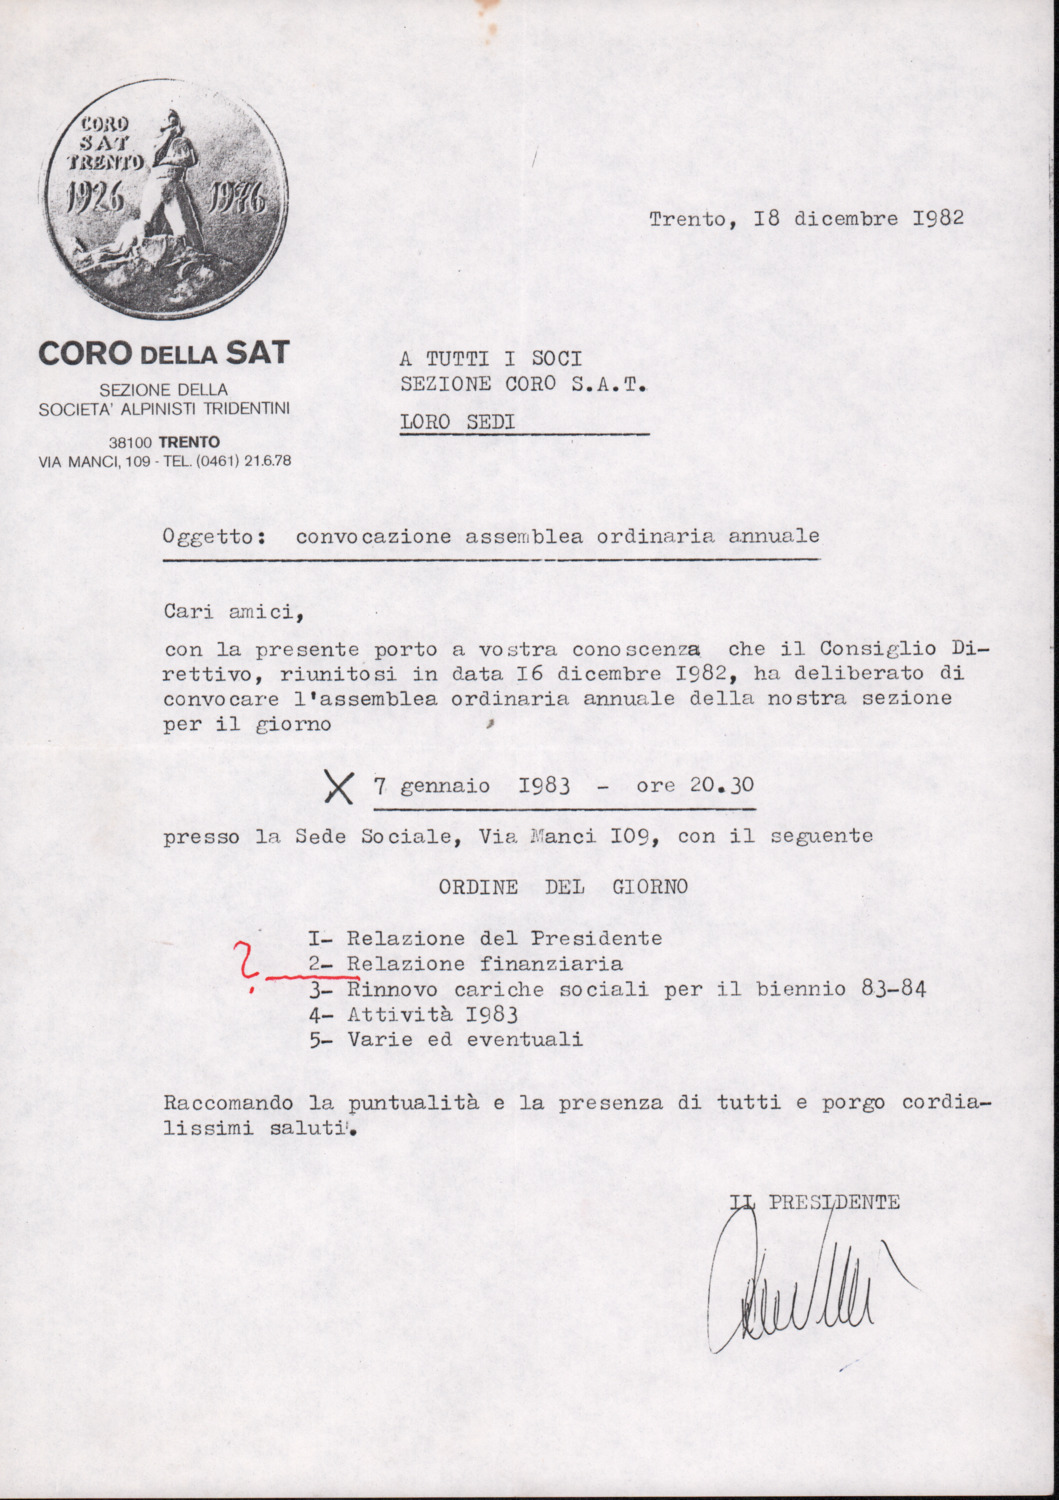 CORO
SAT
TRENTO
1926 1976
Trento, I8 dicembre I982
CORO DELLA SAT
SEZIONE DELLA
SOCIETA' ALPINISTI TRIDENTINI
38100 TRENTO
VIA MANCI, 109 - TEL. (0461) 21.6.78
A TUTTI I SOCI
SEZIONE CORO S.A.T.
LORO SEDI
Oggetto: convocazione assemblea ordinaria annuale
Cari amici,
con la presente porto a vostra conoscenza che il Consiglio Di-
rettivo, riunitosi in data I6 dicembre I982, ha deliberato di
convocare l'assemblea ordinaria annuale della nostra sezione
per il giorno
X 7 gennaio I983 - ore 20.30
presso la Sede Sociale, Via Manci I09, con il seguente
ORDINE DEL GIORNO
I- Relazione del Presidente
? 2- Relazione finanziaria
3- Rinnovo cariche sociali per il biennio 83-84
4- Attività I983
5- Varie ed eventuali
Raccomando la puntualità e la presenza di tutti e porgo cordia-
lissimi saluti.
IL PRESIDENTE